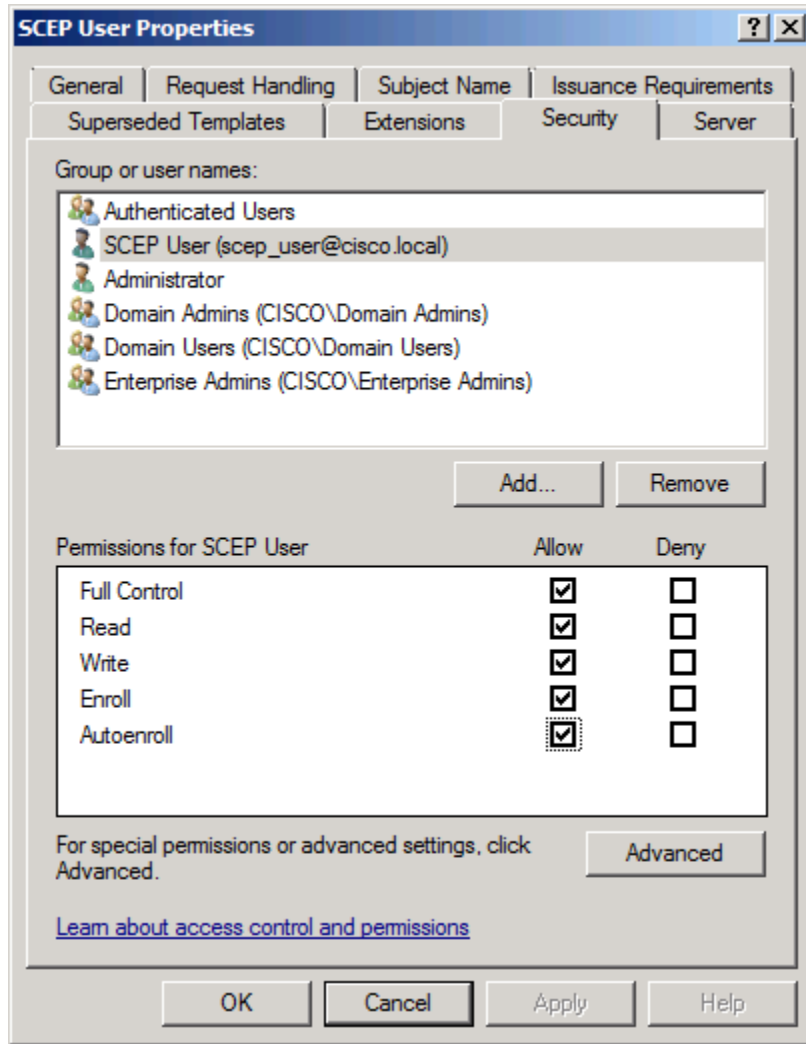 SCEP User Properties
General Request Handling Subject Name Issuance Requirements
Superseded Templates Extensions Security Server
Group or user names:
Authenticated Users
SCEP User (scep_user@cisco.local)
Administrator
Domain Admins (CISCO\Domain Admins)
Domain Users (CISCO\Domain Users)
Enterprise Admins (CISCO\Enterprise Admins)
Add... Remove
Permissions for SCEP User Allow Deny
Full Control
Read
Write
Enroll
Autoenroll
For special permissions or advanced settings, click
Advanced.
Advanced
Learn about access control and permissions
OK Cancel Apply Help